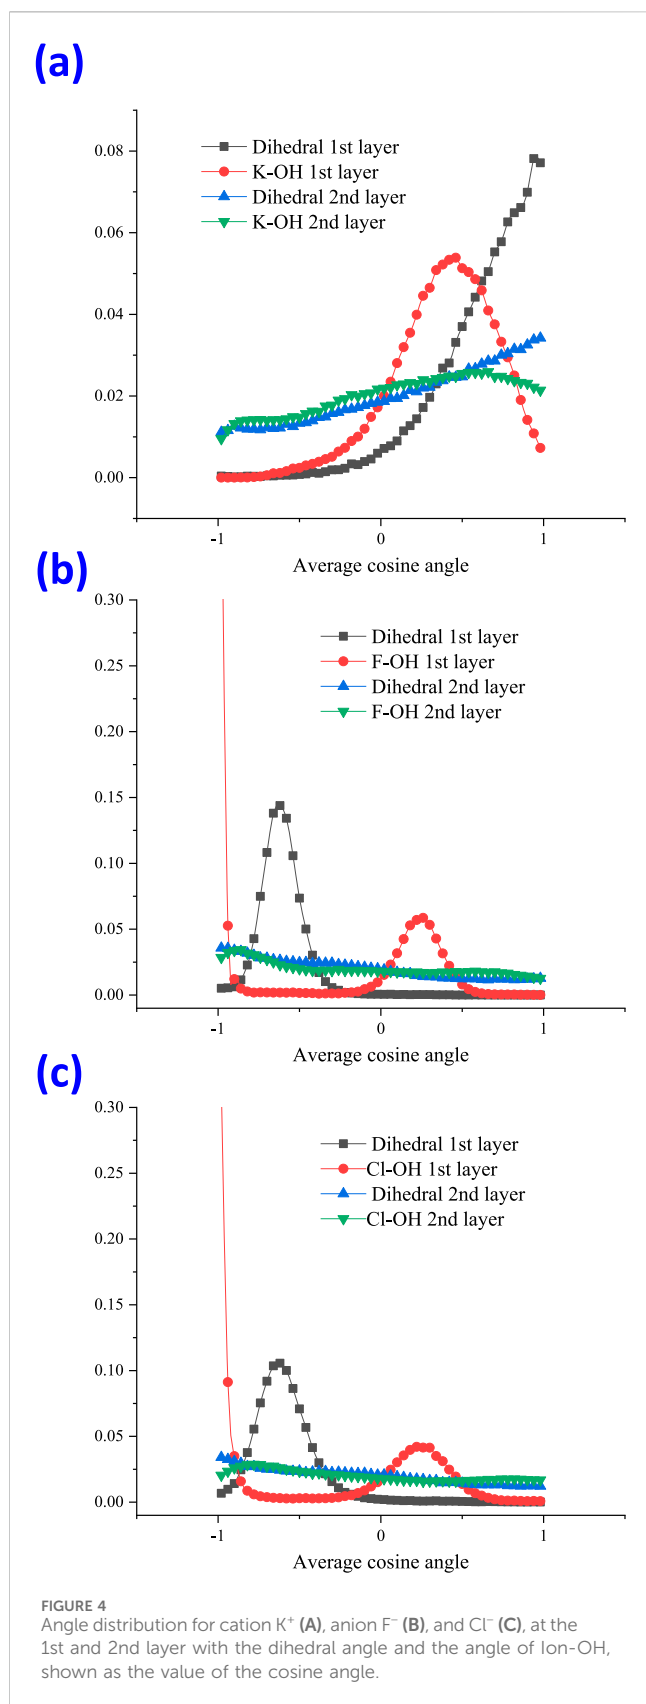 (a)
Dihedral 1st layer
K-OH 1st layer
Dihedral 2nd layer
K-OH 2nd layer
0.08
0.06
0.04
0.02
0.00
-1
0
1
Average cosine angle
(b)
0.30
Dihedral 1st layer
F-OH 1st layer
Dihedral 2nd layer
F-OH 2nd layer
0.25
0.20
0.15
0.10
0.05
0.00
-1
0
1
Average cosine angle
(c)
0.30
Dihedral 1st layer
Cl-OH 1st layer
Dihedral 2nd layer
Cl-OH 2nd layer
0.25
0.20
0.15
0.10
0.05
0.00
-1
0
1
Average cosine angle
FIGURE 4
Angle distribution for cation K⁺ (A), anion F⁻ (B), and Cl⁻ (C), at the
1st and 2nd layer with the dihedral angle and the angle of Ion-OH,
shown as the value of the cosine angle.